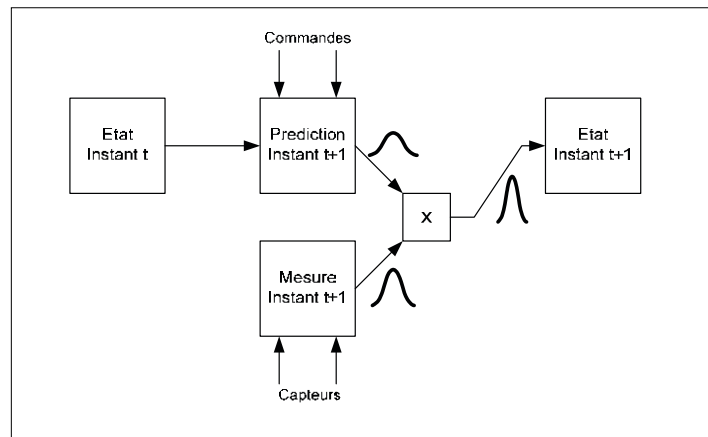 Commandes
Etat
Instant t
Prediction
Instant t+1
Etat
Instant t+1
x
Mesure
Instant t+1
Capteurs